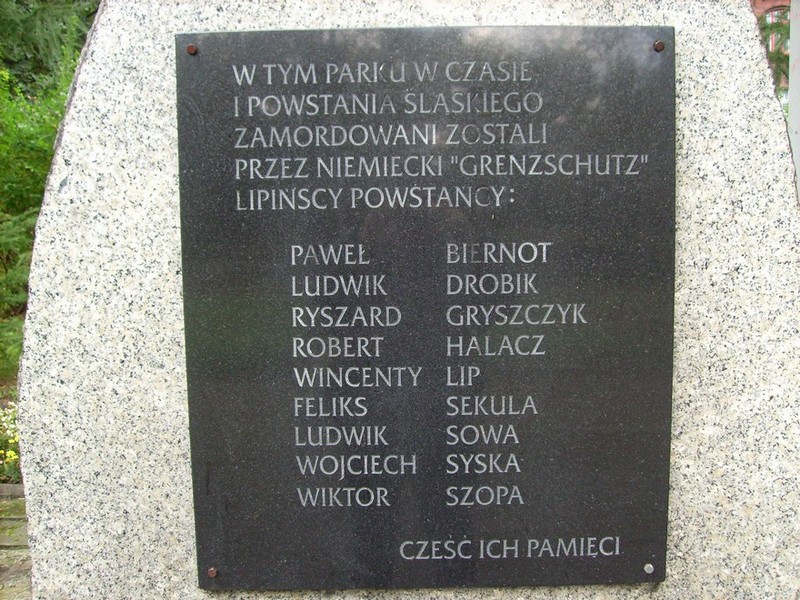 W TYM PARKU W CZASIE
I POWSTANIA ŚLĄSKIEGO
ZAMORDOWANI ZOSTALI
PRZEZ NIEMIECKI "GRENZSCHUTZ"
LIPIŃSCY POWSTAŃCY:
PAWEŁ BIERNOT
LUDWIK DROBIK
RYSZARD GRYSZCZYK
ROBERT HALACZ
WINCENTY LIP
FELIKS SEKULA
LUDWIK SOWA
WOJCIECH SYSKA
WIKTOR SZOPA
CZEŚĆ ICH PAMIĘCI